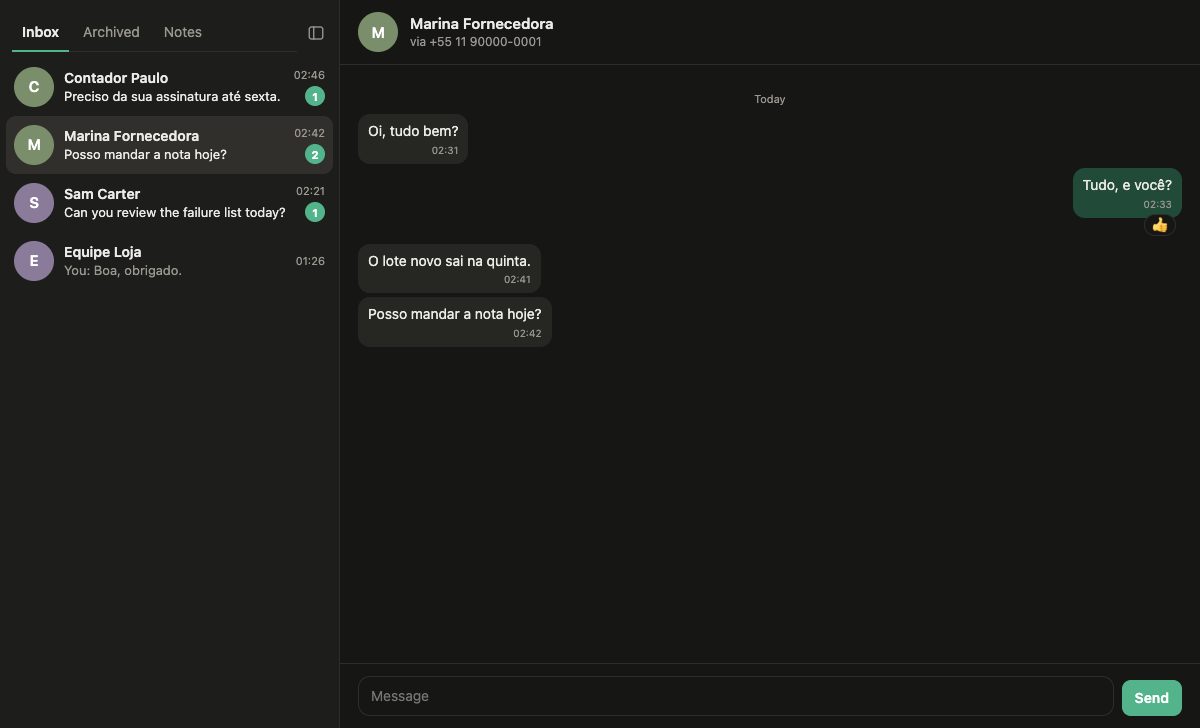 Inbox Archived Notes
C
Contador Paulo 02:46
Preciso da sua assinatura até sexta. 1
M
Marina Fornecedora 02:42
Posso mandar a nota hoje? 2
S
Sam Carter 02:21
Can you review the failure list today? 1
E
Equipe Loja 01:26
You: Boa, obrigado.
M
Marina Fornecedora
via +55 11 90000-0001
Today
Oi, tudo bem?
02:31
Tudo, e você?
02:33
O lote novo sai na quinta.
02:41
Posso mandar a nota hoje?
02:42
Message
Send